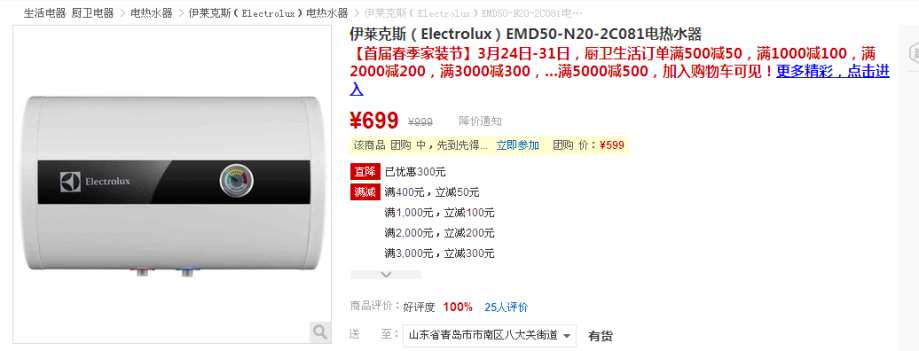 生活电器 厨卫电器 > 电热水器 > 伊莱克斯（Electrolux）电热水器 > 伊莱克斯（Electrolux）EMD50-N20-2C081电…
伊莱克斯（Electrolux）EMD50-N20-2C081电热水器
【首届春季家装节】3月24日-31日，厨卫生活订单满500减50，满1000减100，满
2000减200，满3000减300，...满5000减500，加入购物车可见！更多精彩，点击进
入
¥699 ¥999 降价通知
该商品 团购 中，先到先得... 立即参加 团购 价：¥599
直降 已优惠300元
满减 满400元，立减50元
满1,000元，立减100元
满2,000元，立减200元
满3,000元，立减300元
Electrolux
商品评价：好评度 100% 25人评价
送 至：山东省青岛市市南区八大关街道 有货